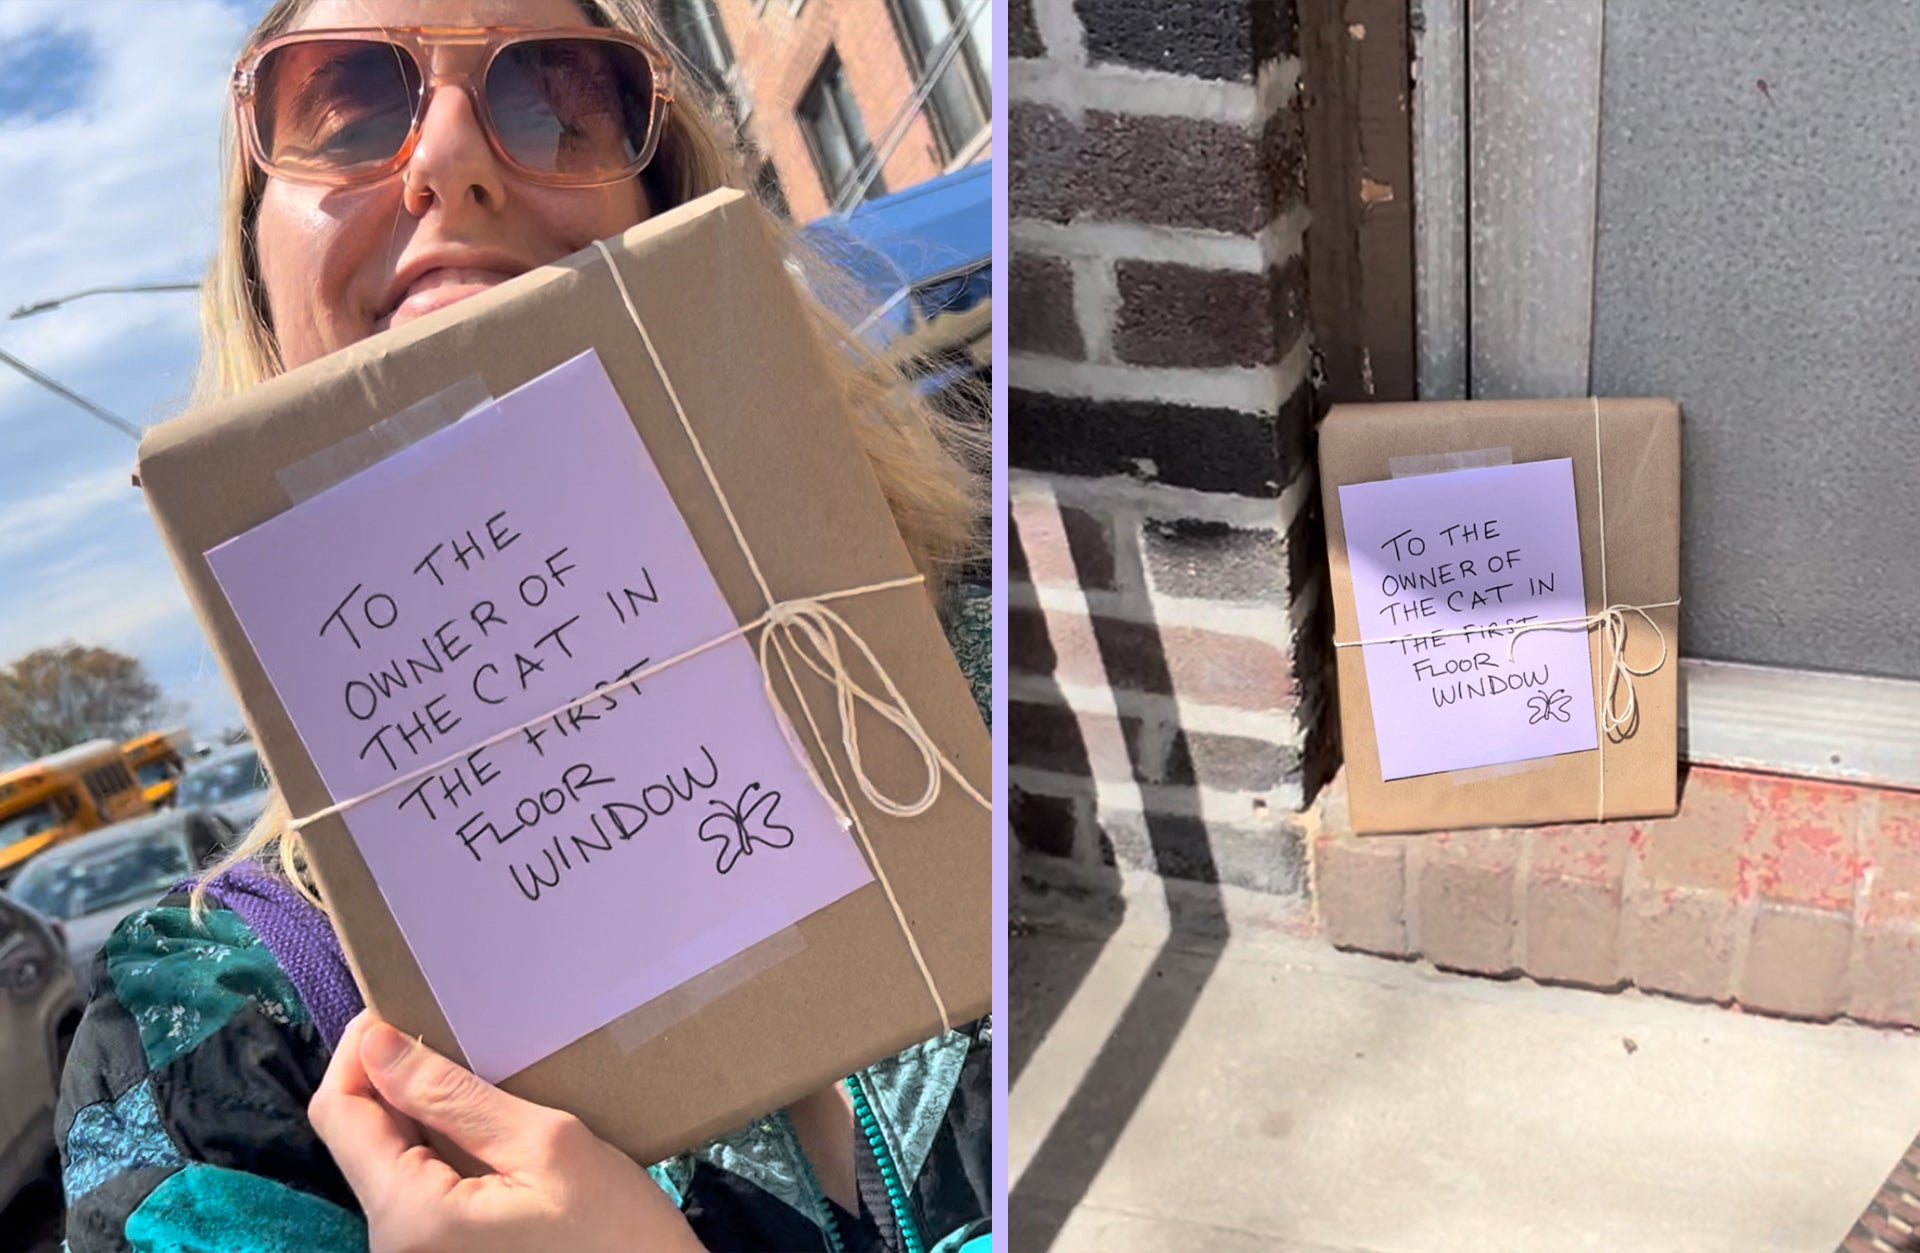 TO THE
OWNER OF
THE CAT IN
THE FIRST
FLOOR
WINDOW
TO THE
OWNER OF
THE CAT IN
THE FIRST
FLOOR
WINDOW